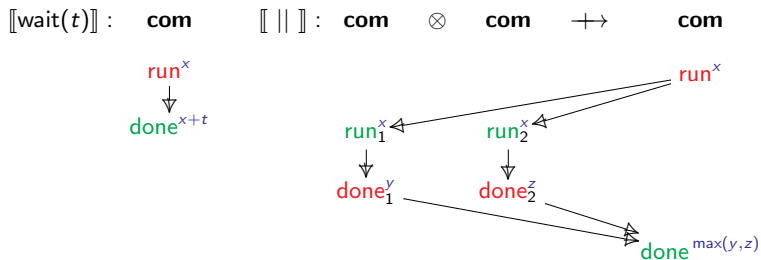 ⟦wait(t)⟧ : com ⟦ || ⟧ : com ⊗ com ⇸ com
run^x run^x
done^{x+t} run_1^x run_2^x
done_1^y done_2^z
done^{max(y,z)}